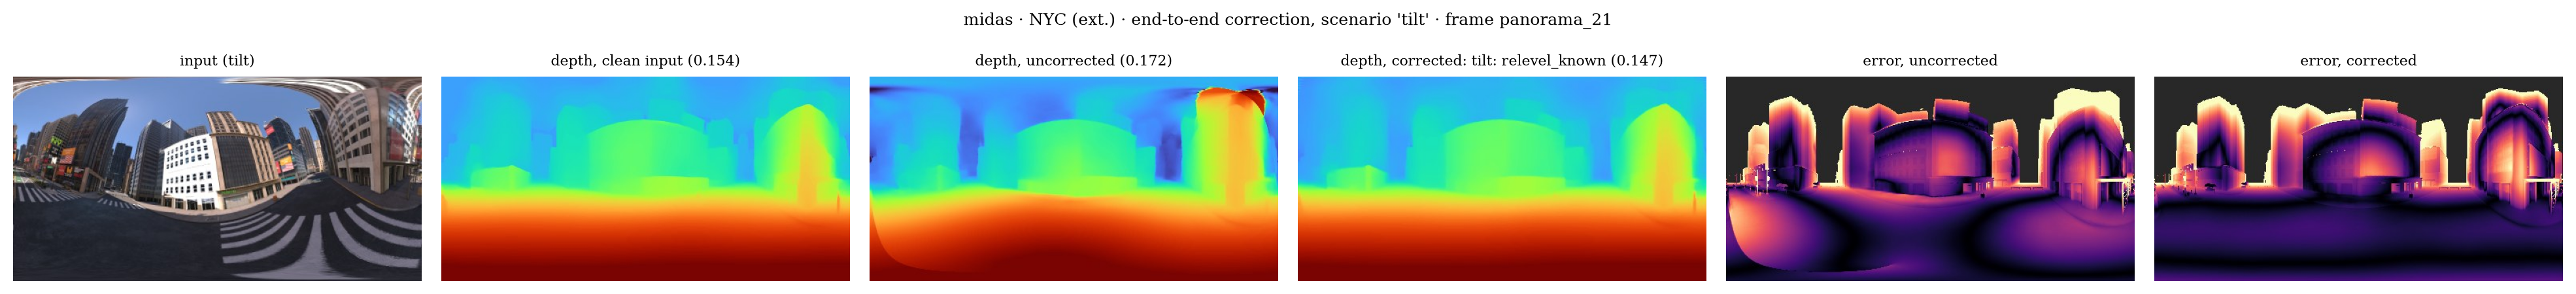 midas · NYC (ext.) · end-to-end correction, scenario 'tilt' · frame panorama_21
input (tilt)
depth, clean input (0.154)
depth, uncorrected (0.172)
depth, corrected: tilt: relevel_known (0.147)
error, uncorrected
error, corrected